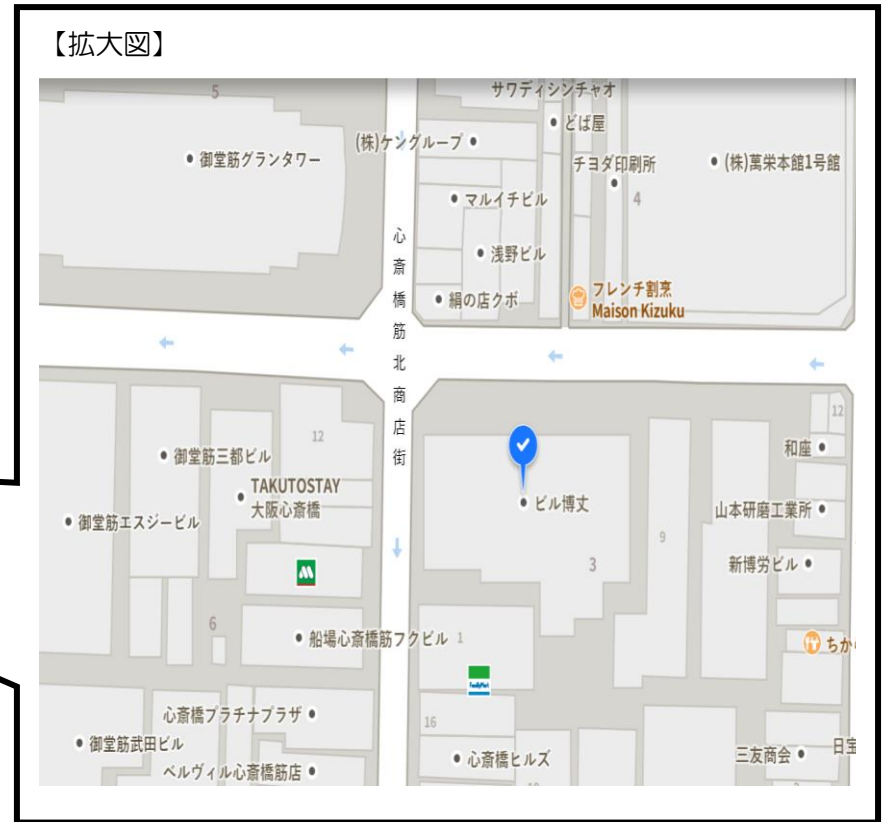 【拡大図】
サワディシンチャオ
5
どば屋
(株)ケングループ
御堂筋グランタワー
チヨダ印刷所
(株)萬栄本館1号館
マルイチビル
4
心斎橋筋北商店街
浅野ビル
フレンチ割烹
Maison Kizuku
絹の店クボ
12
12
和座
御堂筋三都ビル
TAKUTOSTAY
大阪心斎橋
ビル博丈
山本研磨工業所
御堂筋エスジービル
9
3
新博労ビル
6
船場心斎橋筋フクビル
1
ちか
FamilyMart
心斎橋プラチナプラザ
16
御堂筋武田ビル
心斎橋ヒルズ
三友商会
日宝
ベルヴィル心斎橋筋店